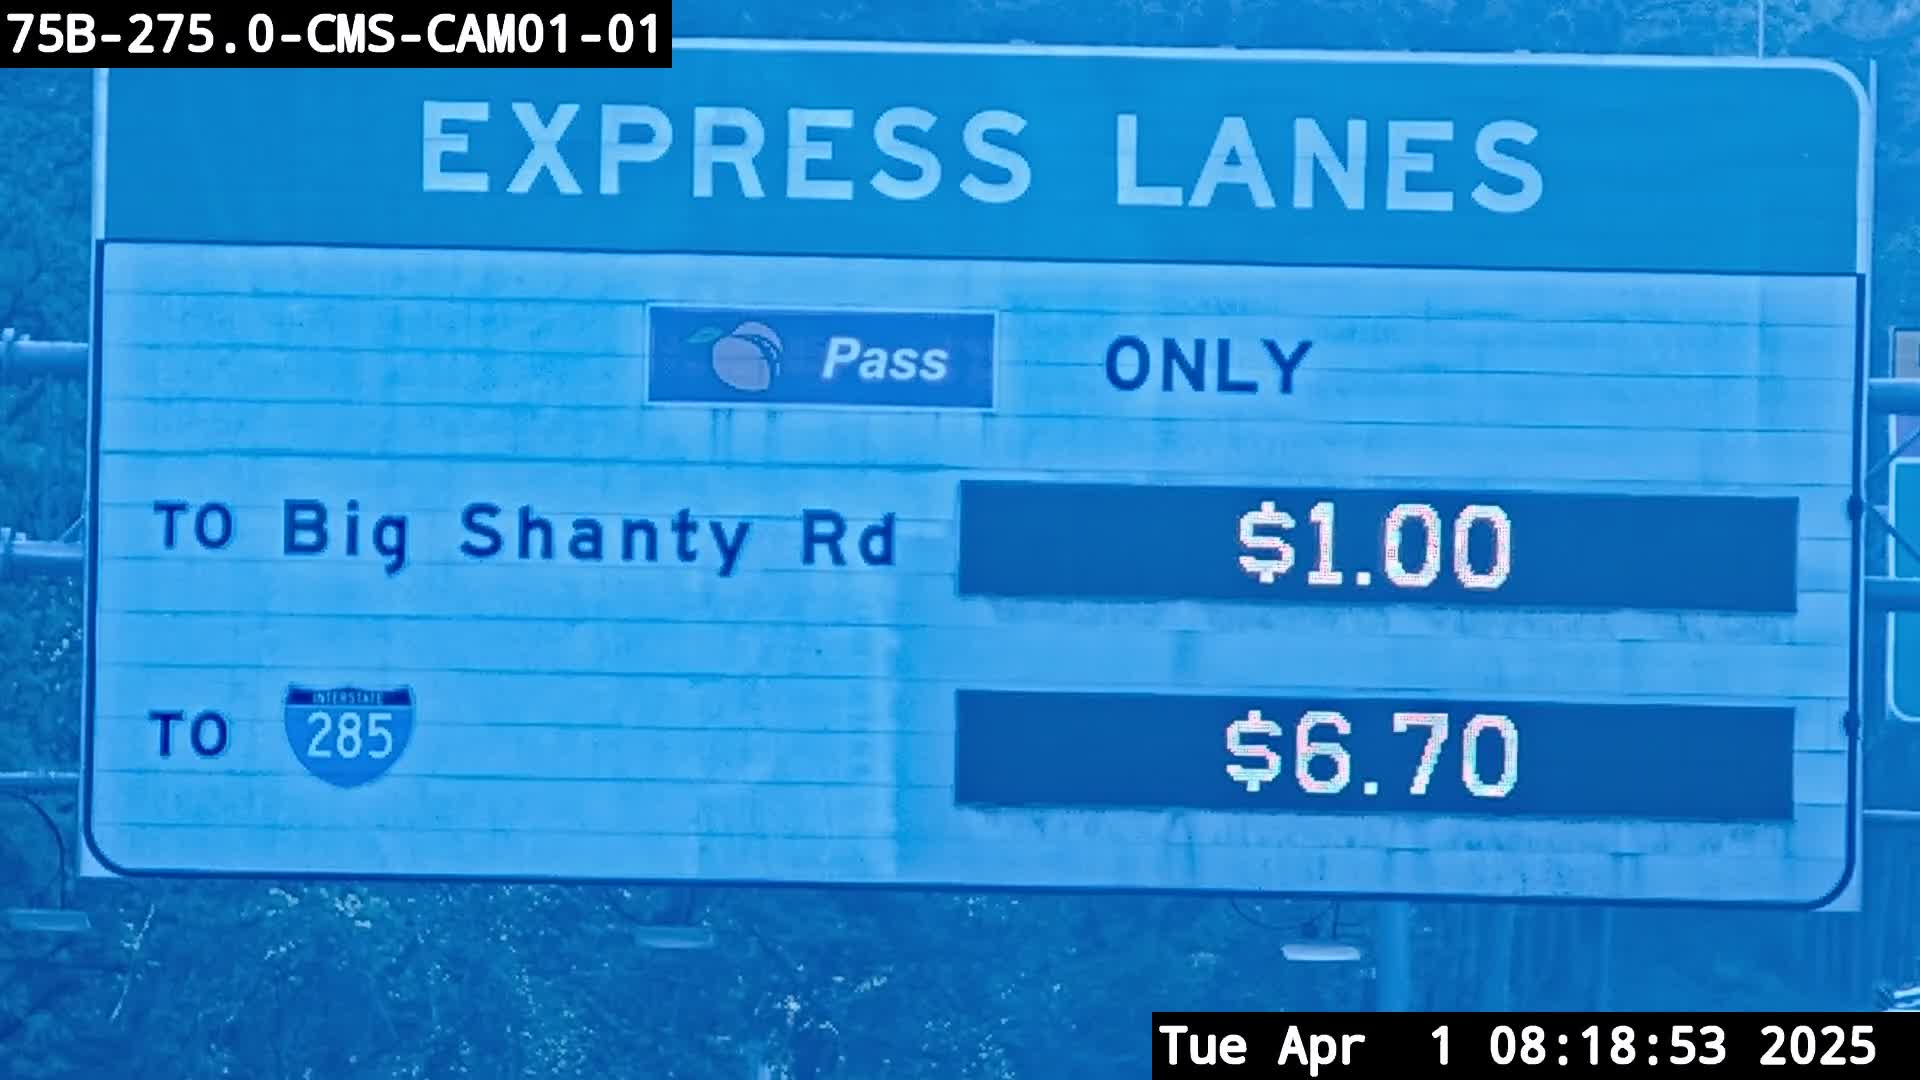 75B-275.0-CMS-CAM01-01
EXPRESS LANES
Pass ONLY
TO Big Shanty Rd $1.00
INTERSTATE
TO 285 $6.70
Tue Apr 1 08:18:53 2025